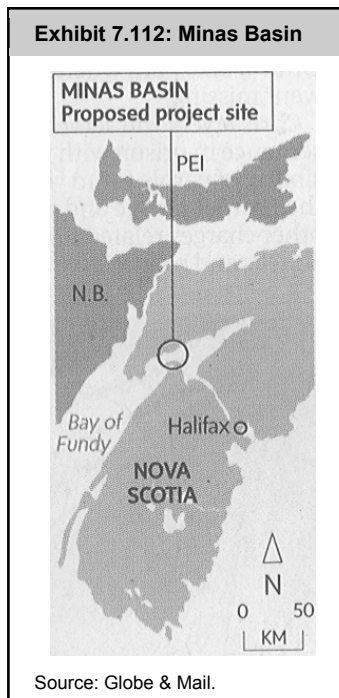 Exhibit 7.112: Minas Basin
MINAS BASIN
Proposed project site
PEI
N.B.
Bay of
Fundy
Halifax
NOVA
SCOTIA
N
0 50
KM
Source: Globe & Mail.